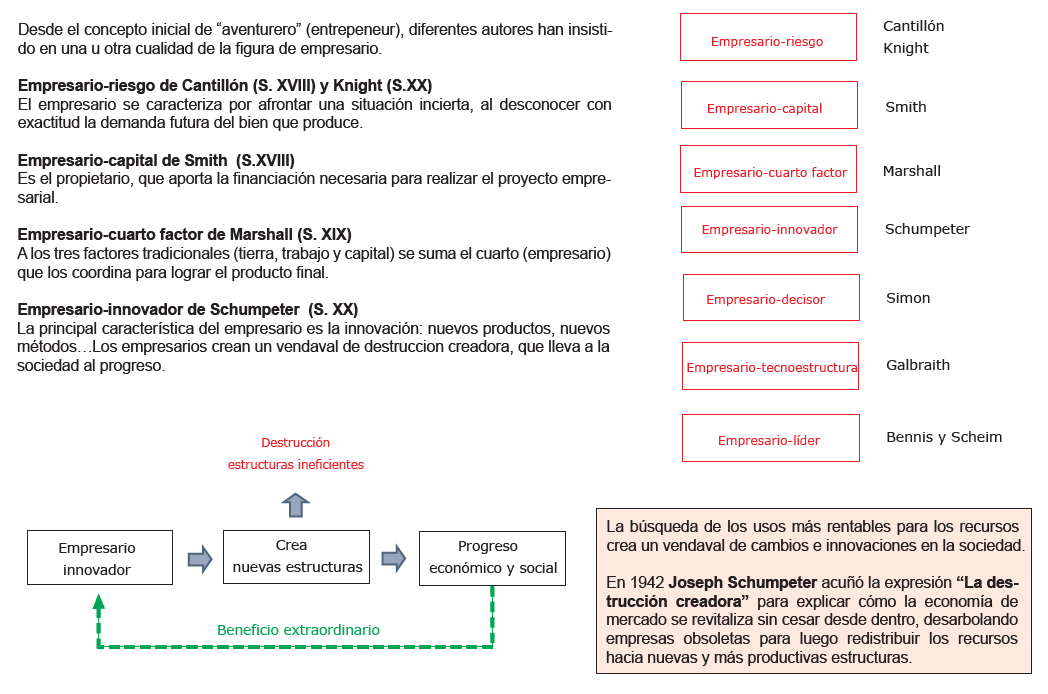 Desde el concepto inicial de “aventurero” (entrepeneur), diferentes autores han insisti-
do en una u otra cualidad de la figura de empresario.
Empresario-riesgo de Cantillón (S. XVIII) y Knight (S.XX)
El empresario se caracteriza por afrontar una situación incierta, al desconocer con
exactitud la demanda futura del bien que produce.
Empresario-capital de Smith (S.XVIII)
Es el propietario, que aporta la financiación necesaria para realizar el proyecto empre-
sarial.
Empresario-cuarto factor de Marshall (S. XIX)
A los tres factores tradicionales (tierra, trabajo y capital) se suma el cuarto (empresario)
que los coordina para lograr el producto final.
Empresario-innovador de Schumpeter (S. XX)
La principal característica del empresario es la innovación: nuevos productos, nuevos
métodos…Los empresarios crean un vendaval de destruccion creadora, que lleva a la
sociedad al progreso.
Empresario-riesgo
Cantillón
Knight
Empresario-capital
Smith
Empresario-cuarto factor
Marshall
Empresario-innovador
Schumpeter
Empresario-decisor
Simon
Empresario-tecnoestructura
Galbraith
Empresario-líder
Bennis y Scheim
Destrucción
estructuras ineficientes
Empresario
innovador
Crea
nuevas estructuras
Progreso
económico y social
Beneficio extraordinario
La búsqueda de los usos más rentables para los recursos
crea un vendaval de cambios e innovaciones en la sociedad.
En 1942 Joseph Schumpeter acuñó la expresión “La des-
trucción creadora” para explicar cómo la economía de
mercado se revitaliza sin cesar desde dentro, desarbolando
empresas obsoletas para luego redistribuir los recursos
hacia nuevas y más productivas estructuras.